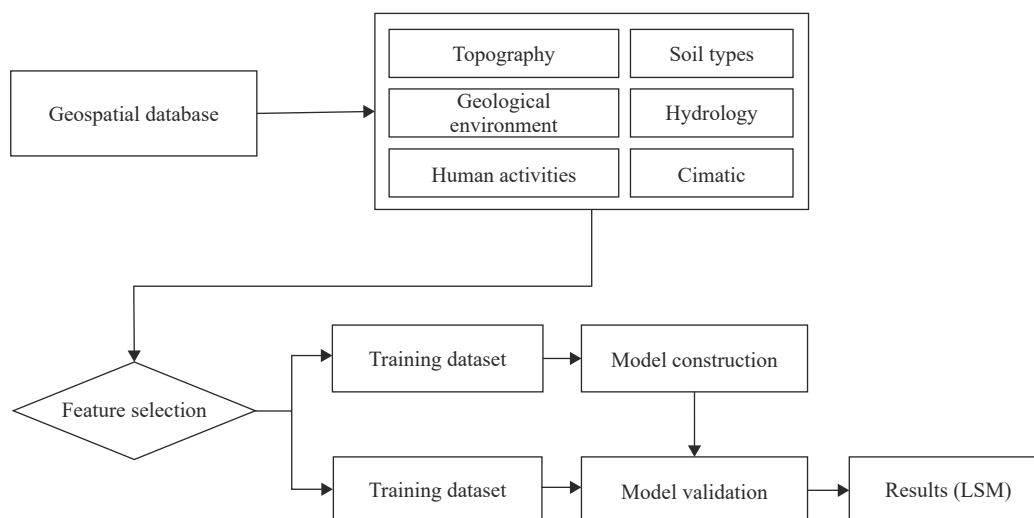 Geospatial database
Topography
Soil types
Geological
environment
Hydrology
Human activities
Cimatic
Feature selection
Training dataset
Model construction
Training dataset
Model validation
Results (LSM)